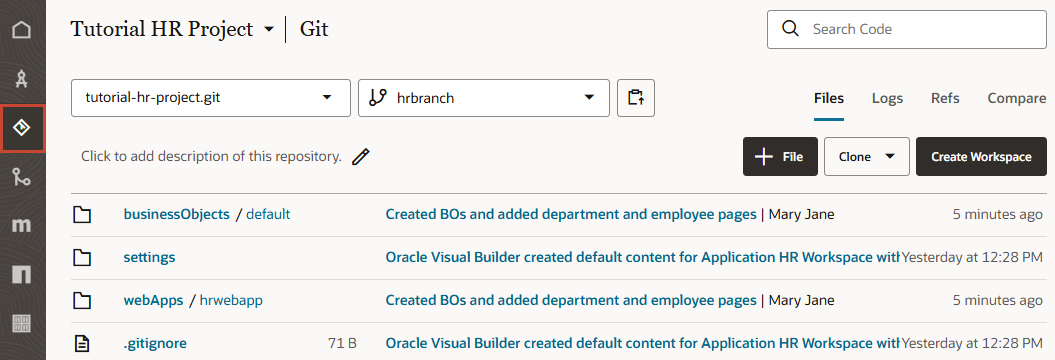 Tutorial HR Project Git
Search Code
tutorial-hr-project.git hrbranch
Files Logs Refs Compare
Click to add description of this repository.
+ File Clone Create Workspace
businessObjects / default Created BOs and added department and employee pages | Mary Jane 5 minutes ago
settings Oracle Visual Builder created default content for Application HR Workspace with Yesterday at 12:28 PM
webApps / hrwebapp Created BOs and added department and employee pages | Mary Jane 5 minutes ago
.gitignore 71 B Oracle Visual Builder created default content for Application HR Workspace with Yesterday at 12:28 PM